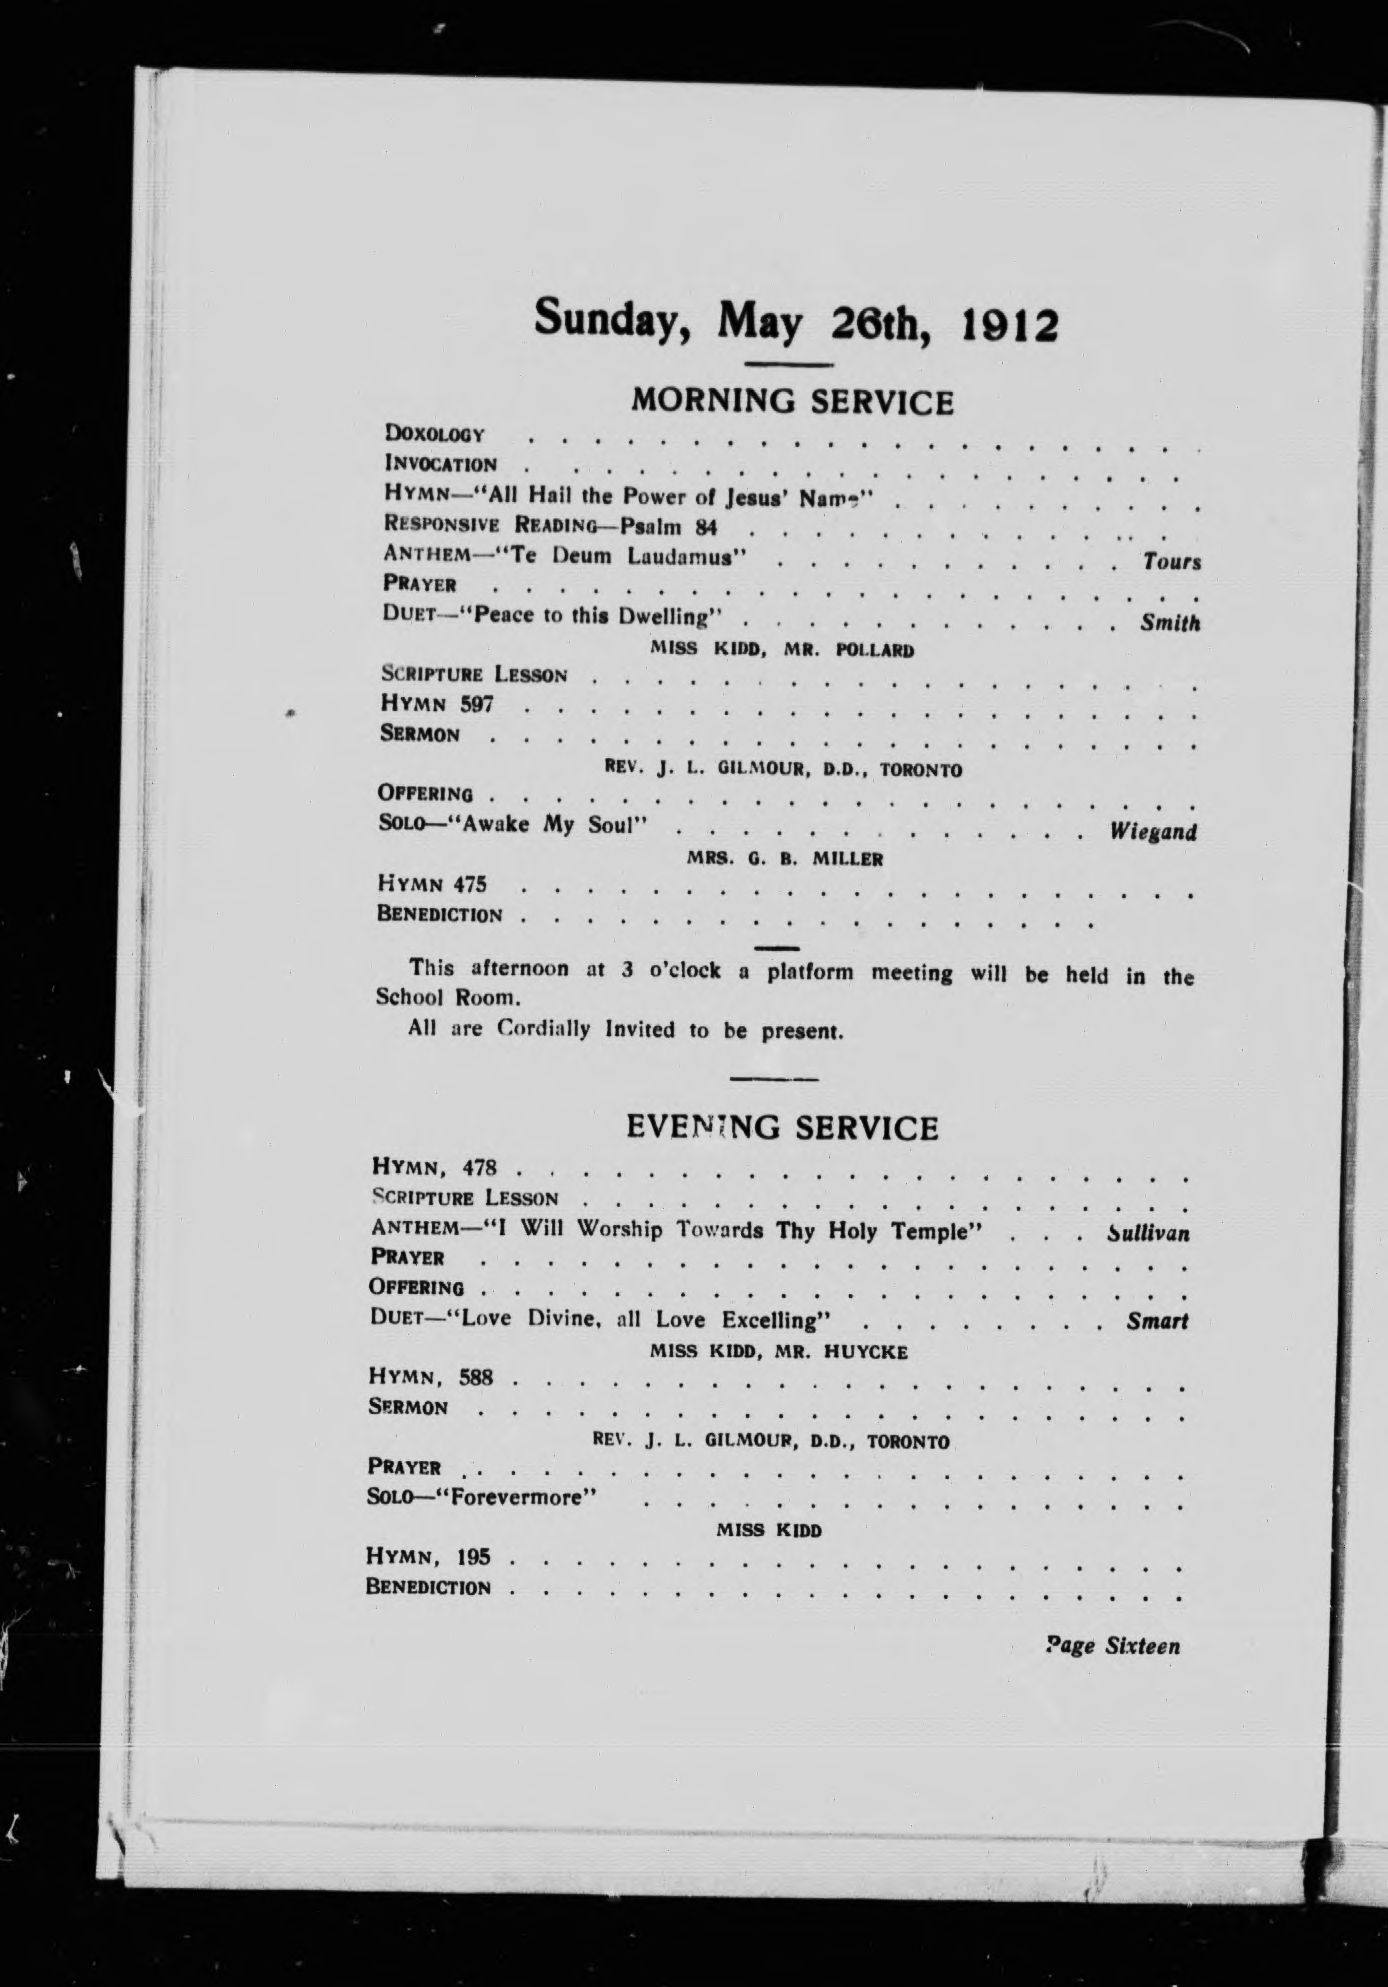 Sunday, May 26th, 1912
MORNING SERVICE
DOXOLOGY . . . . . . . . . . . . . . . . . . . . .
INVOCATION . . . . . . . . . . . . . . . . . . . .
HYMN—"All Hail the Power of Jesus' Name" . . . . . . . . . .
RESPONSIVE READING—Psalm 84 . . . . . . . . . . . . . .
ANTHEM—"Te Deum Laudamus" . . . . . . . . . . . Tours
PRAYER . . . . . . . . . . . . . . . . . . . . . .
DUET—"Peace to this Dwelling" . . . . . . . . . . . . Smith
MISS KIDD, MR. POLLARD
SCRIPTURE LESSON . . . . . . . . . . . . . . . . . . .
HYMN 597 . . . . . . . . . . . . . . . . . . . . .
SERMON . . . . . . . . . . . . . . . . . . . . . .
REV. J. L. GILMOUR, D.D., TORONTO
OFFERING . . . . . . . . . . . . . . . . . . . . . .
SOLO—"Awake My Soul" . . . . . . . . . . . . . Wiegand
MRS. G. B. MILLER
HYMN 475 . . . . . . . . . . . . . . . . . . . . .
BENEDICTION . . . . . . . . . . . . . . . . . .
This afternoon at 3 o'clock a platform meeting will be held in the
School Room.
All are Cordially Invited to be present.
EVENING SERVICE
HYMN, 478 . . . . . . . . . . . . . . . . . . . . .
SCRIPTURE LESSON . . . . . . . . . . . . . . . . . . .
ANTHEM—"I Will Worship Towards Thy Holy Temple" . . . Sullivan
PRAYER . . . . . . . . . . . . . . . . . . . . . .
OFFERING . . . . . . . . . . . . . . . . . . . . . .
DUET—"Love Divine, all Love Excelling" . . . . . . . . Smart
MISS KIDD, MR. HUYCKE
HYMN, 588 . . . . . . . . . . . . . . . . . . . . .
SERMON . . . . . . . . . . . . . . . . . . . . . .
REV. J. L. GILMOUR, D.D., TORONTO
PRAYER . . . . . . . . . . . . . . . . . . . . . .
SOLO—"Forevermore" . . . . . . . . . . . . . . . . .
MISS KIDD
HYMN, 195 . . . . . . . . . . . . . . . . . . . . .
BENEDICTION . . . . . . . . . . . . . . . . . . . . .
Page Sixteen